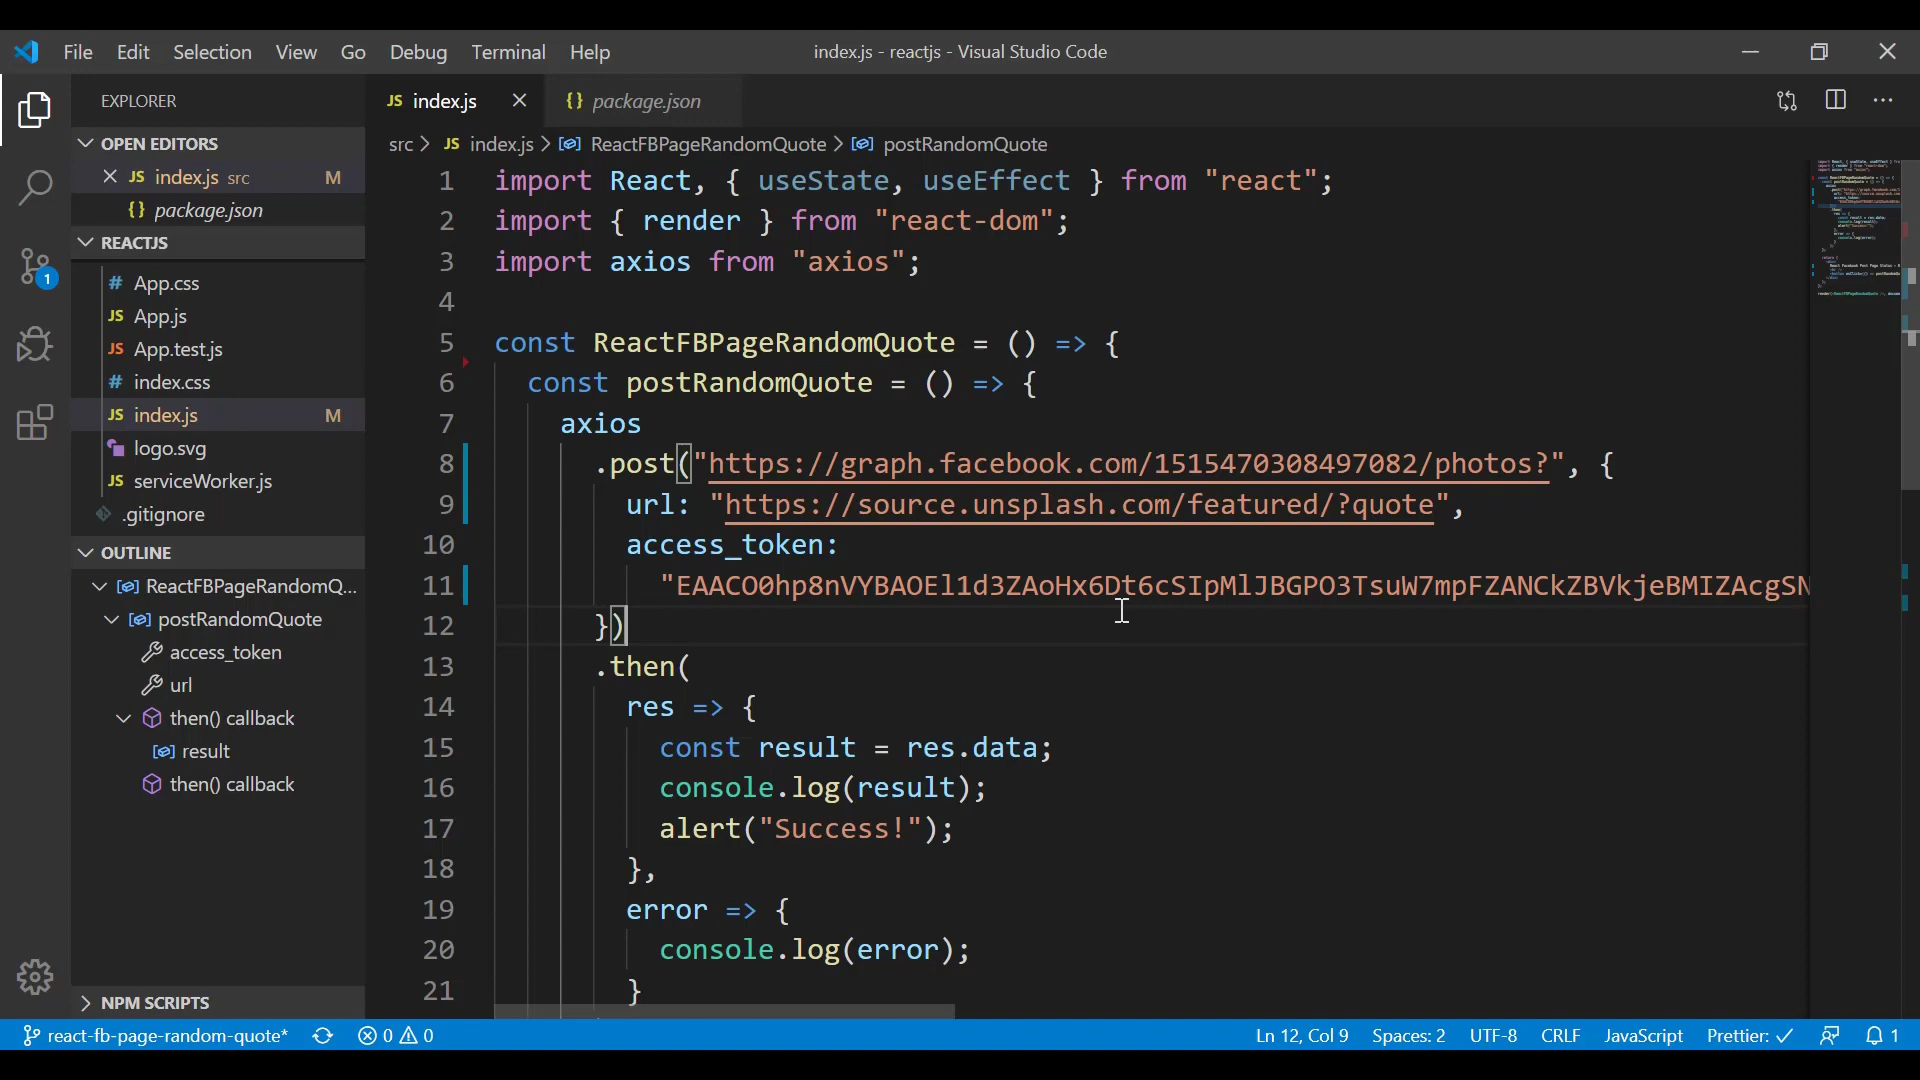 File Edit Selection View Go Debug Terminal Help index.js - reactjs - Visual Studio Code
EXPLORER
OPEN EDITORS
JS index.js src M
{} package.json
REACTJS
# App.css
JS App.js
JS App.test.js
# index.css
JS index.js M
logo.svg
JS serviceWorker.js
.gitignore
OUTLINE
ReactFBPageRandomQ...
postRandomQuote
access_token
url
then() callback
result
then() callback
NPM SCRIPTS
1
JS index.js {} package.json
src > JS index.js > ReactFBPageRandomQuote > postRandomQuote
1 import React, { useState, useEffect } from "react";
2 import { render } from "react-dom";
3 import axios from "axios";
4
5 const ReactFBPageRandomQuote = () => {
6 const postRandomQuote = () => {
7 axios
8 .post("https://graph.facebook.com/1515470308497082/photos?", {
9 url: "https://source.unsplash.com/featured/?quote",
10 access_token:
11 "EAACO0hp8nVYBAOEl1d3ZAoHx6Dt6cSIpMlJBGPO3TsuW7mpFZANCkZBVkjeBMIZAcgSN
12 })
13 .then(
14 res => {
15 const result = res.data;
16 console.log(result);
17 alert("Success!");
18 },
19 error => {
20 console.log(error);
21 }
react-fb-page-random-quote* 0 0 Ln 12, Col 9 Spaces: 2 UTF-8 CRLF JavaScript Prettier: ✓ 1